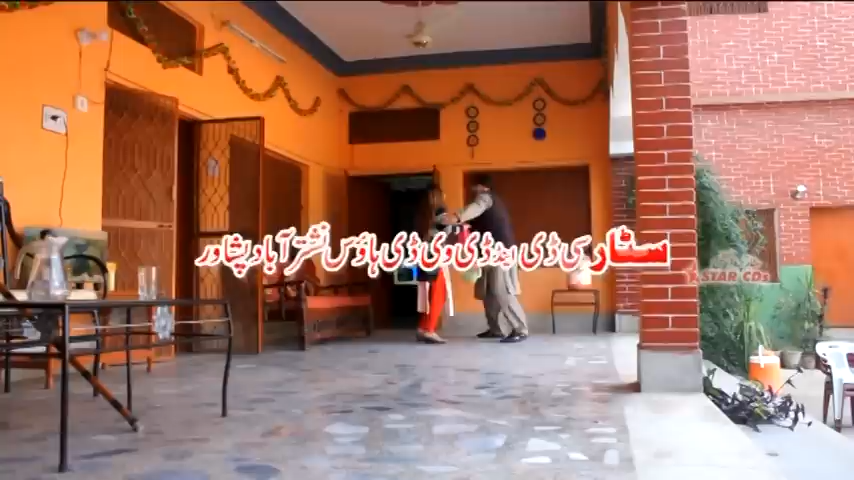 سٹار سی ڈی اینڈ ڈی وی ڈی ہاؤس نشتر آباد پشاور
STAR CDs